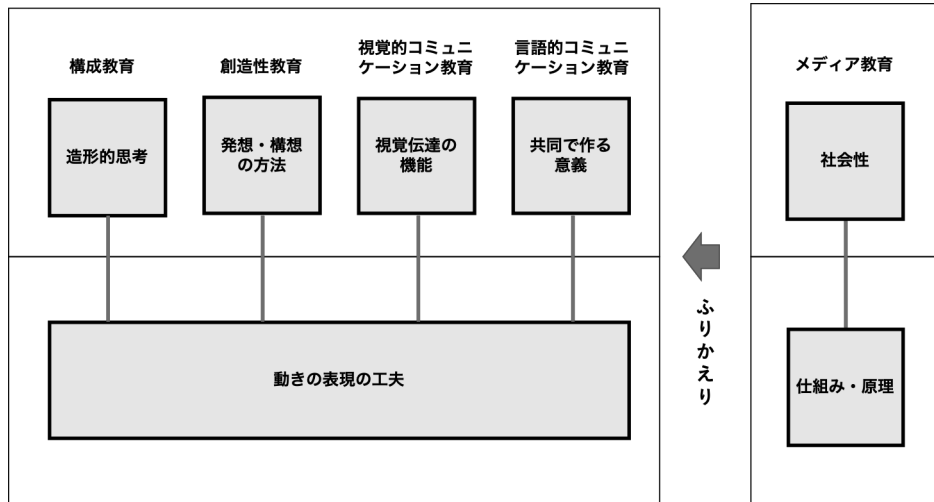 構成教育
創造性教育
視覚的コミュニ
ケーション教育
言語的コミュニ
ケーション教育
メディア教育
造形的思考
発想・構想
の方法
視覚伝達の
機能
共同で作る
意義
社会性
ふりかえり
動きの表現の工夫
仕組み・原理